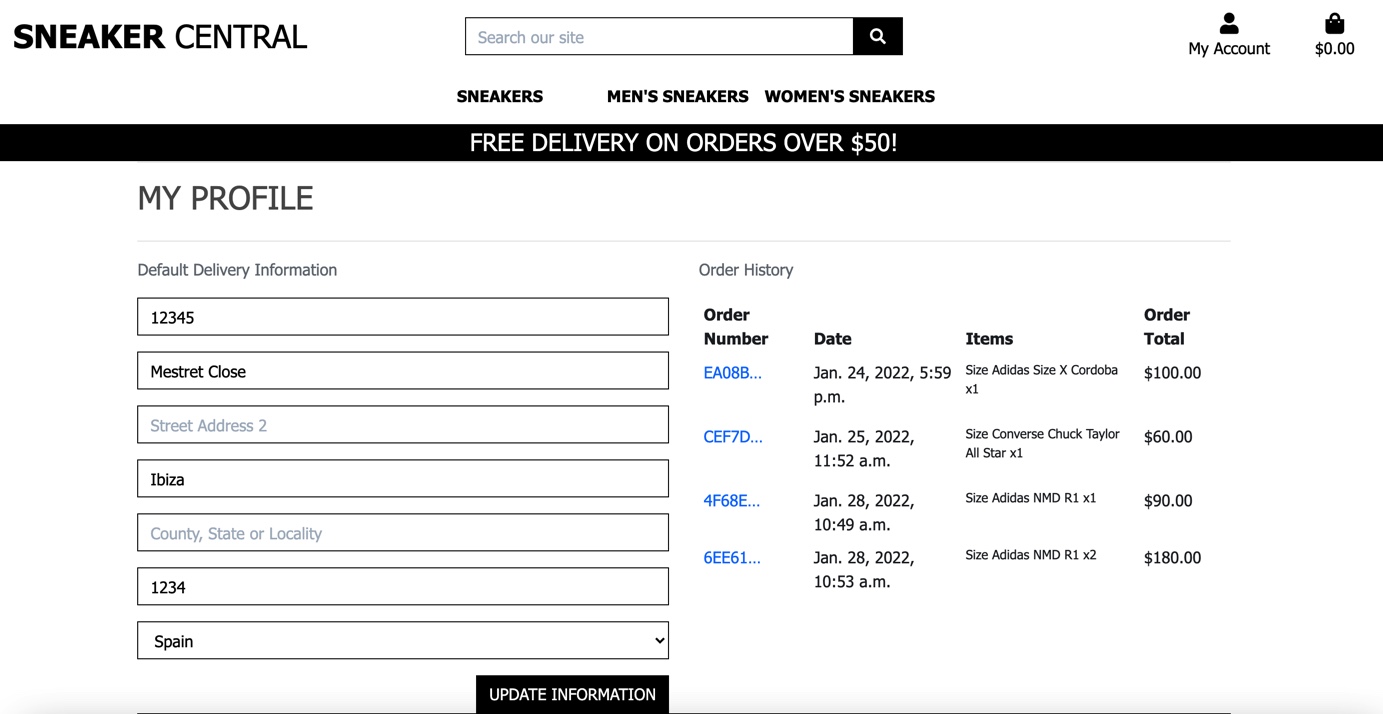 SNEAKER CENTRAL
Search our site
My Account
$0.00
SNEAKERS MEN'S SNEAKERS WOMEN'S SNEAKERS
FREE DELIVERY ON ORDERS OVER $50!
MY PROFILE
Default Delivery Information
12345
Mestret Close
Street Address 2
Ibiza
County, State or Locality
1234
Spain
UPDATE INFORMATION
Order History
Order
Number
Date
Items
Order
Total
EA08B...
Jan. 24, 2022, 5:59
p.m.
Size Adidas Size X Cordoba
x1
$100.00
CEF7D...
Jan. 25, 2022,
11:52 a.m.
Size Converse Chuck Taylor
All Star x1
$60.00
4F68E...
Jan. 28, 2022,
10:49 a.m.
Size Adidas NMD R1 x1
$90.00
6EE61...
Jan. 28, 2022,
10:53 a.m.
Size Adidas NMD R1 x2
$180.00